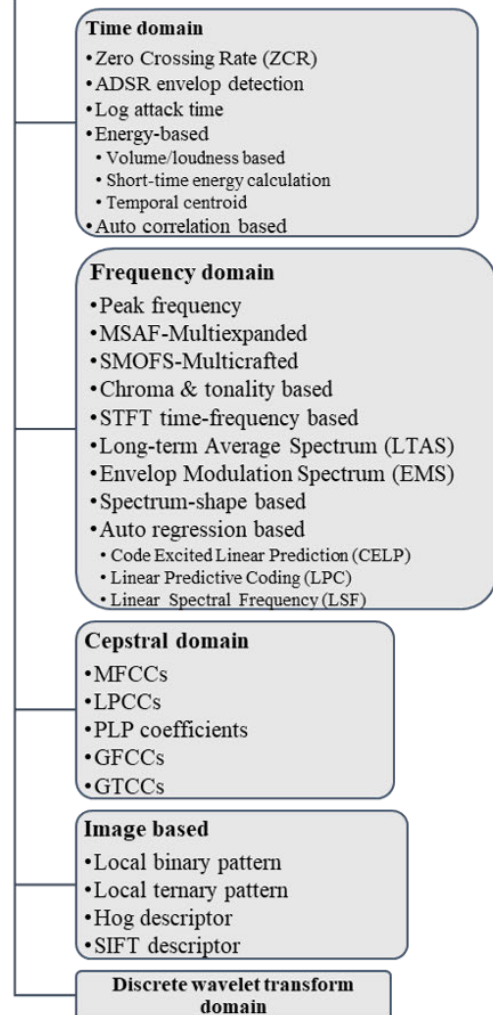 Time domain
•Zero Crossing Rate (ZCR)
•ADSR envelop detection
•Log attack time
•Energy-based
•Volume/loudness based
•Short-time energy calculation
•Temporal centroid
•Auto correlation based
Frequency domain
•Peak frequency
•MSAF-Multiexpanded
•SMOFS-Multicrafted
•Chroma & tonality based
•STFT time-frequency based
•Long-term Average Spectrum (LTAS)
•Envelop Modulation Spectrum (EMS)
•Spectrum-shape based
•Auto regression based
•Code Excited Linear Prediction (CELP)
•Linear Predictive Coding (LPC)
•Linear Spectral Frequency (LSF)
Cepstral domain
•MFCCs
•LPCCs
•PLP coefficients
•GFCCs
•GTCCs
Image based
•Local binary pattern
•Local ternary pattern
•Hog descriptor
•SIFT descriptor
Discrete wavelet transform
domain